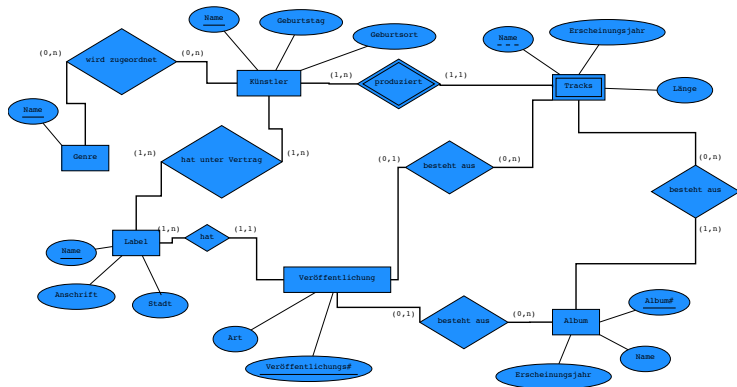 Name
Geburtstag
Geburtsort
Name
Erscheinungsjahr
(0,n)
wird zugeordnet
(0,n)
Künstler
(1,n)
produziert
(1,1)
Tracks
Länge
Name
Genre
(1,n)
hat unter Vertrag
(1,n)
(0,1)
besteht aus
(0,n)
(0,n)
besteht aus
(1,n)
Label
(1,n)
hat
(1,1)
Name
Anschrift
Stadt
Veröffentlichung
Art
Veröffentlichungs#
(0,1)
besteht aus
(0,n)
Album
Album#
Name
Erscheinungsjahr